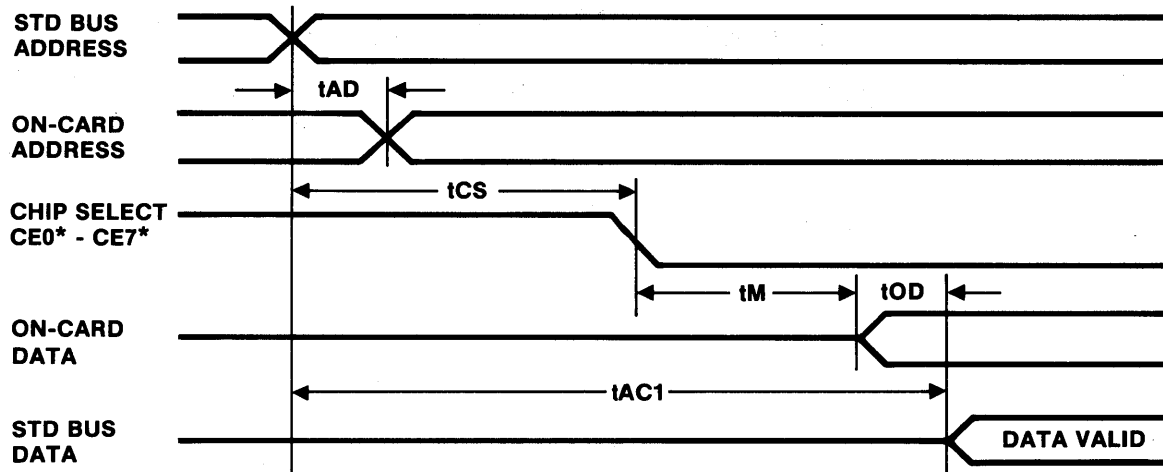 STD BUS
ADDRESS
tAD
ON-CARD
ADDRESS
tCS
CHIP SELECT
CE0* - CE7*
tM
tOD
ON-CARD
DATA
tAC1
STD BUS
DATA
DATA VALID